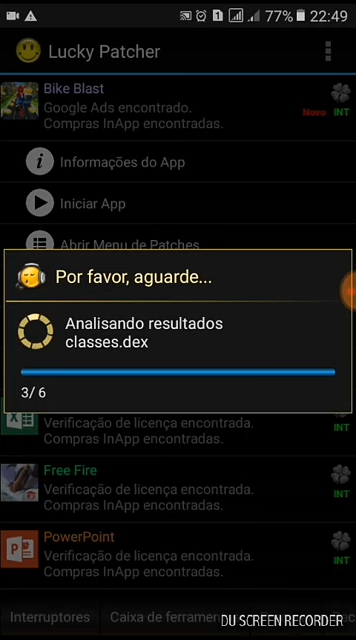 77% 22:49
Lucky Patcher
Bike Blast
Google Ads encontrado.
Compras InApp encontradas.
Novo INT
Informações do App
Iniciar App
Abrir Menu de Patches
Por favor, aguarde...
Analisando resultados
classes.dex
3/ 6
Verificação de licença encontrada.
Compras InApp encontradas.
INT
Free Fire
Verificação de licença encontrada.
Compras InApp encontradas.
INT
PowerPoint
Verificação de licença encontrada.
Compras InApp encontradas.
INT
Interruptores Caixa de ferramen
DU SCREEN RECORDER